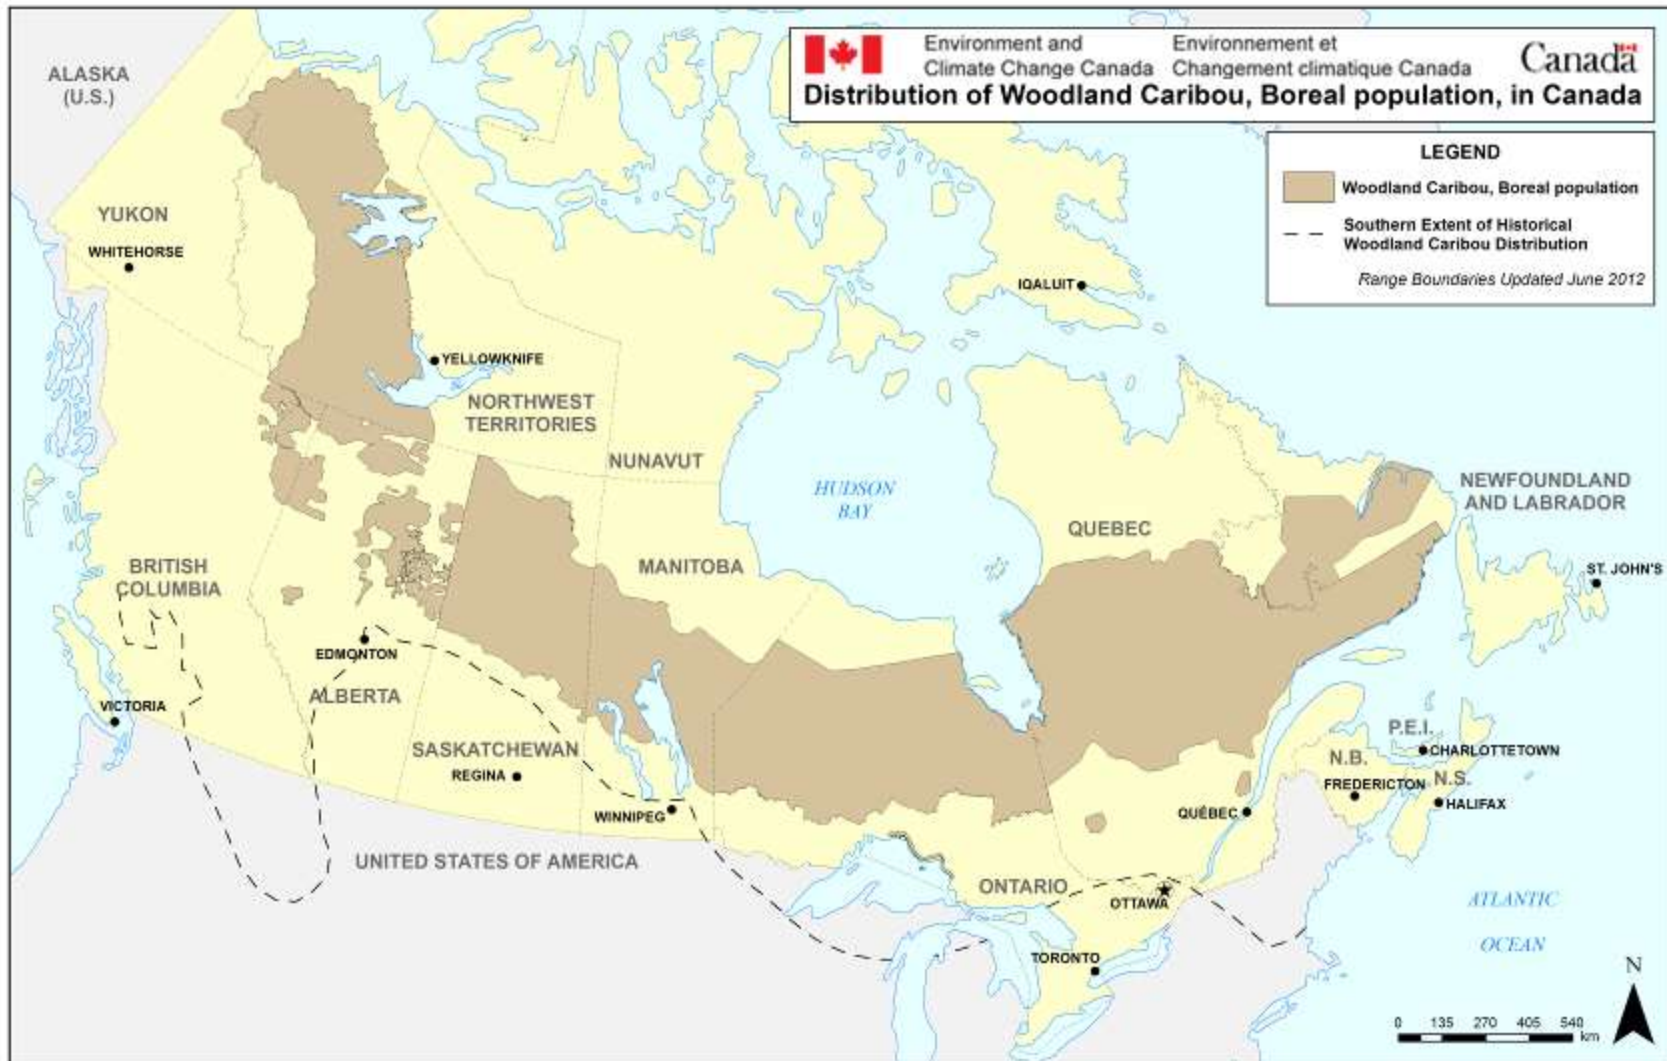 Environment and
Climate Change Canada
Environnement et
Changement climatique Canada
Canada
Distribution of Woodland Caribou, Boreal population, in Canada
LEGEND
Woodland Caribou, Boreal population
Southern Extent of Historical
Woodland Caribou Distribution
Range Boundaries Updated June 2012
ALASKA
(U.S.)
YUKON
WHITEHORSE
IQALUIT
YELLOWKNIFE
NORTHWEST
TERRITORIES
NUNAVUT
HUDSON
BAY
QUEBEC
NEWFOUNDLAND
AND LABRADOR
BRITISH
COLUMBIA
MANITOBA
ST. JOHN'S
EDMONTON
ALBERTA
VICTORIA
SASKATCHEWAN
REGINA
WINNIPEG
P.E.I.
CHARLOTTETOWN
N.B.
FREDERICTON
N.S.
HALIFAX
QUÉBEC
UNITED STATES OF AMERICA
ONTARIO
OTTAWA
TORONTO
ATLANTIC
OCEAN
N
0 135 270 405 540
km